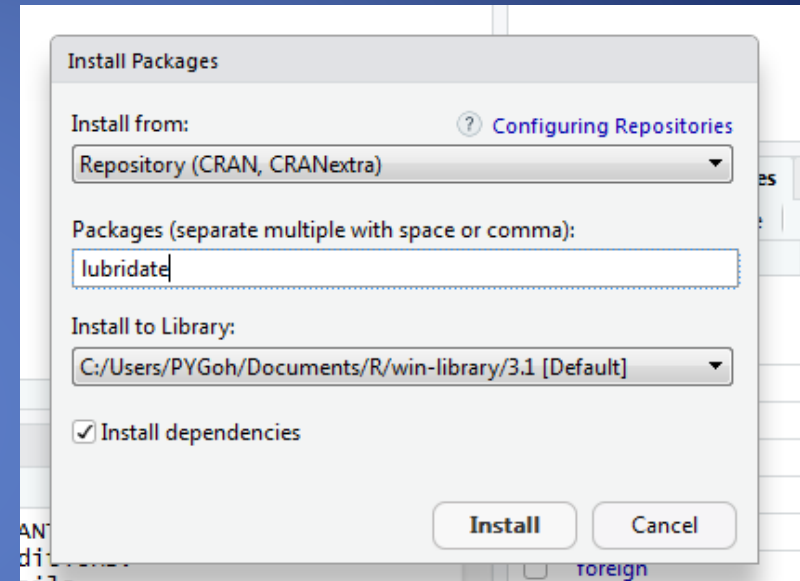 Install Packages
Install from:
? Configuring Repositories
Repository (CRAN, CRANextra)
es
Packages (separate multiple with space or comma):
lubridate
Install to Library:
C:/Users/PYGoh/Documents/R/win-library/3.1 [Default]
Install dependencies
Install Cancel
foreign